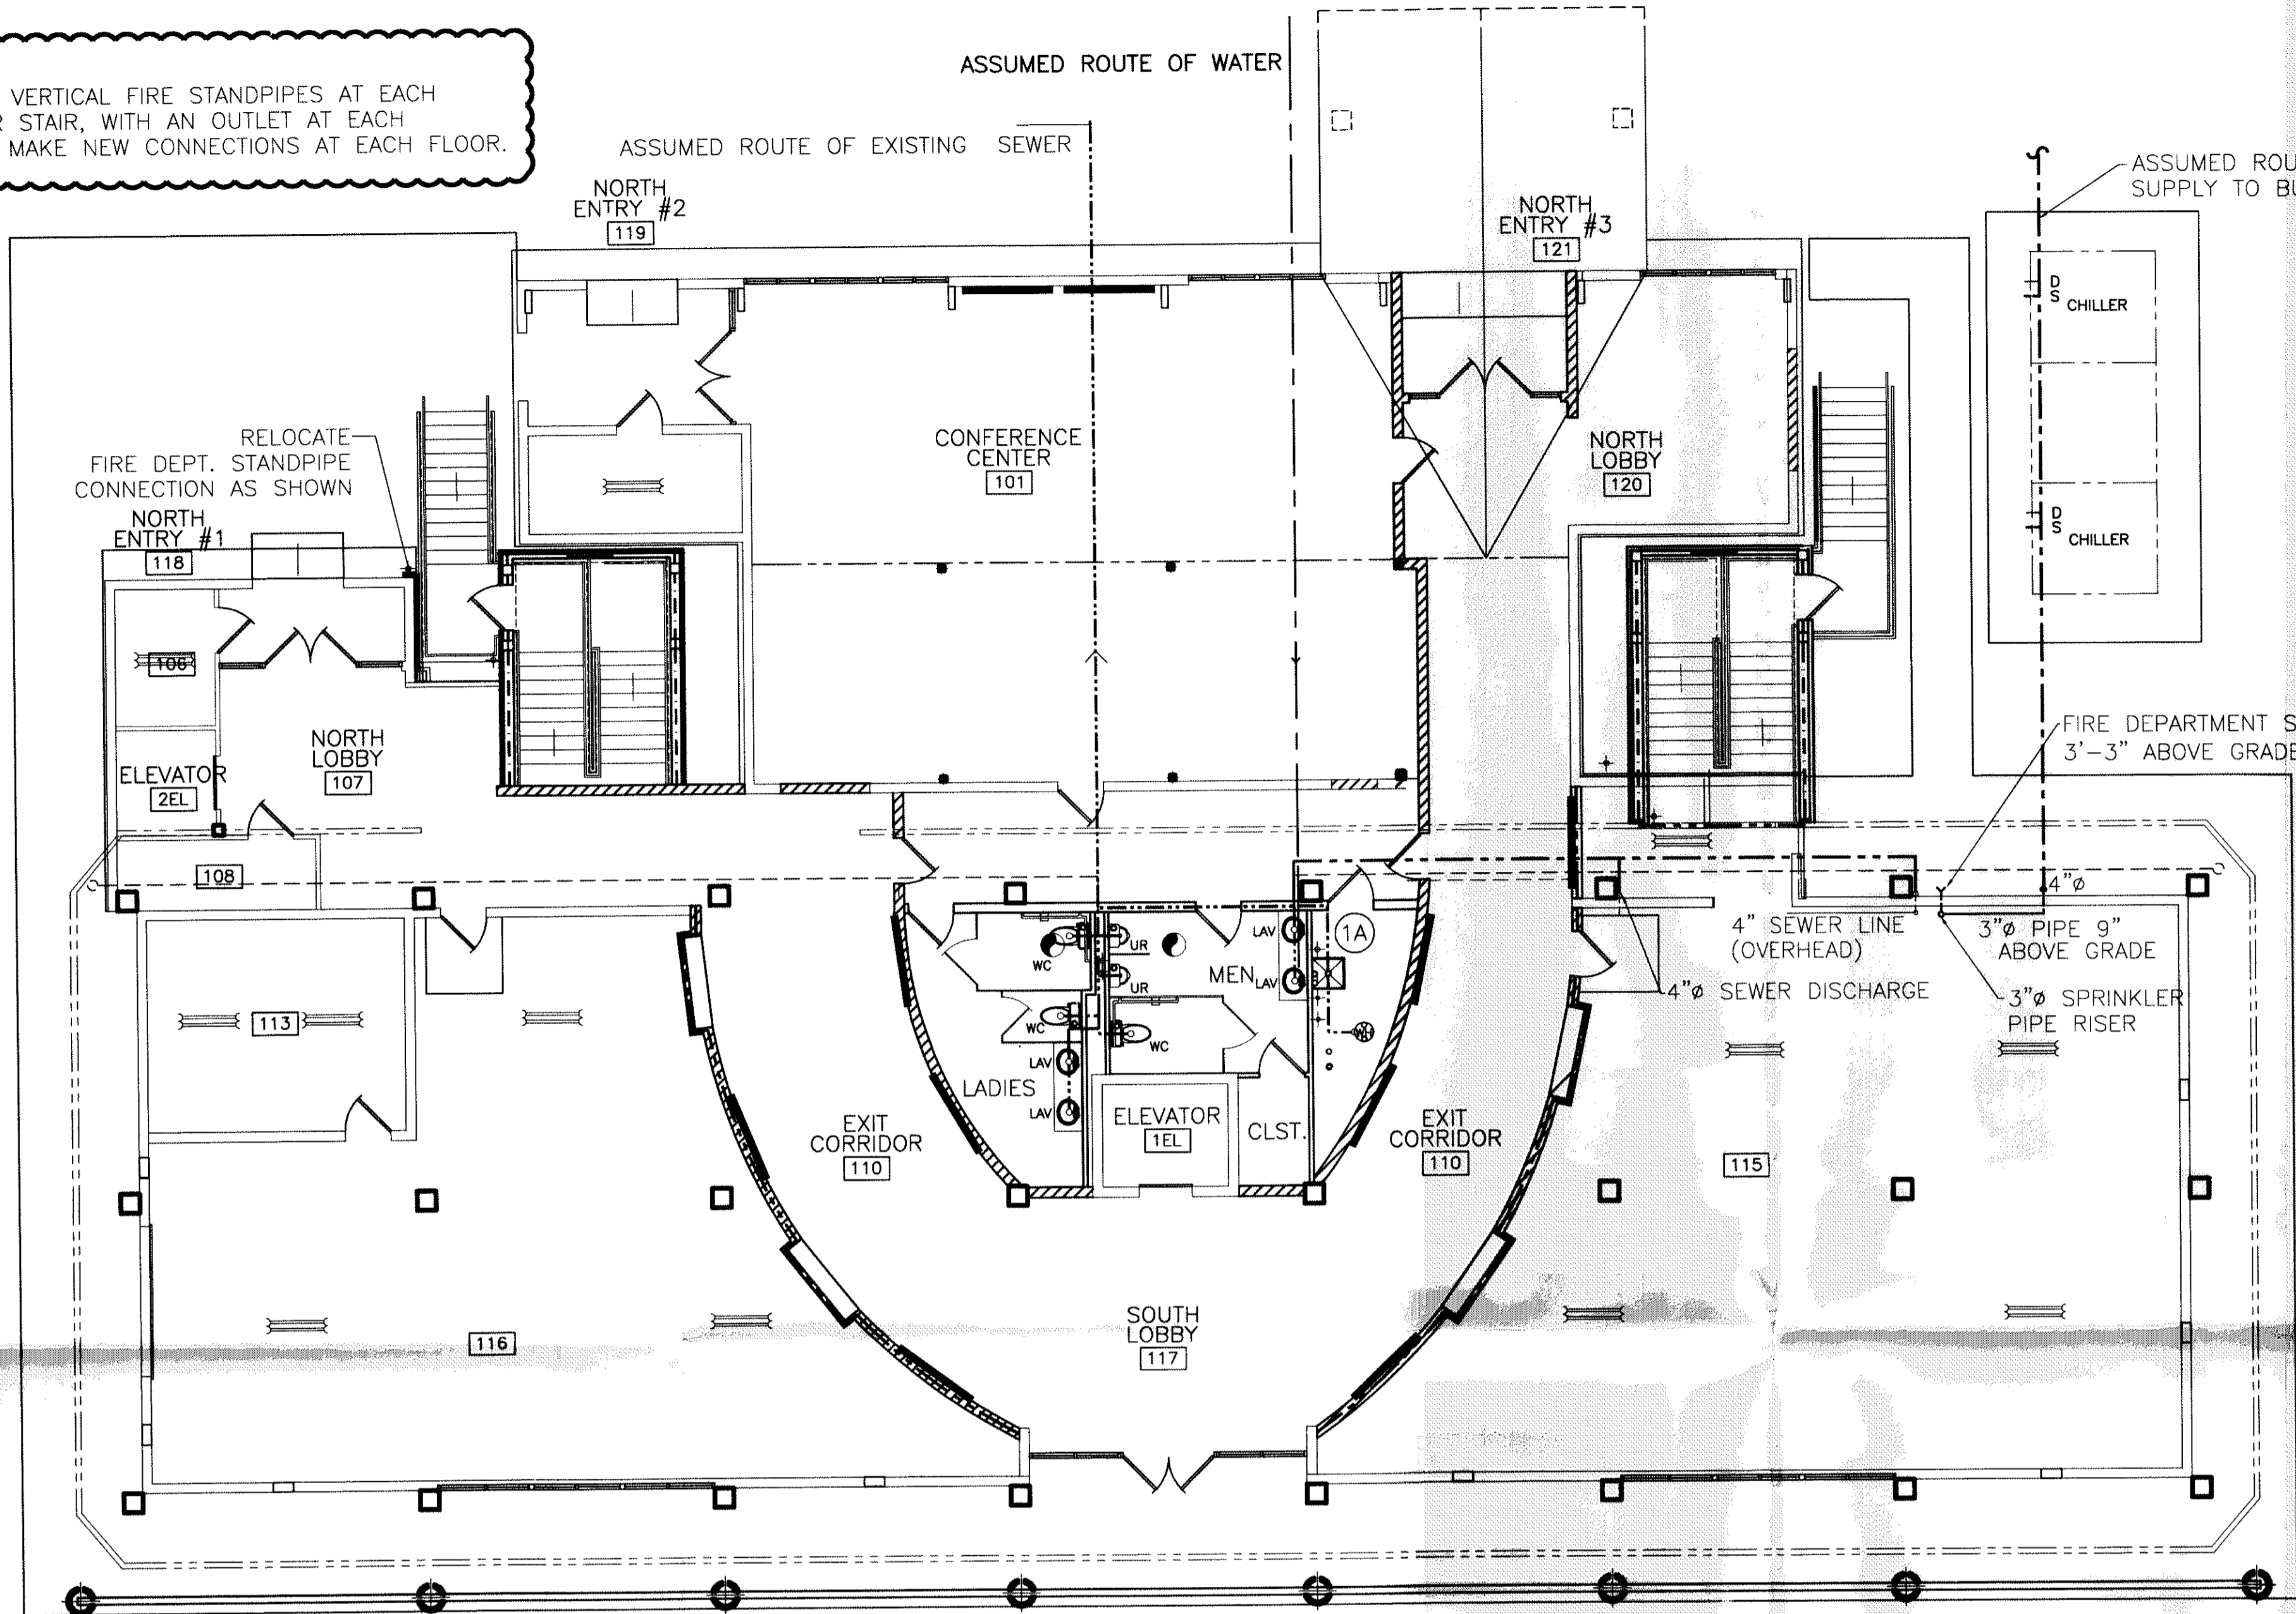 VERTICAL FIRE STANDPIPES AT EACH
STAIR, WITH AN OUTLET AT EACH
MAKE NEW CONNECTIONS AT EACH FLOOR.
ASSUMED ROUTE OF WATER
ASSUMED ROUTE OF EXISTING SEWER
NORTH
ENTRY #2
119
NORTH
ENTRY #3
121
ASSUMED
SUPPLY TO
D
S
CHILLER
D
S
CHILLER
RELOCATE
FIRE DEPT. STANDPIPE
CONNECTION AS SHOWN
NORTH
ENTRY #1
118
CONFERENCE
CENTER
101
NORTH
LOBBY
120
106
NORTH
LOBBY
107
ELEVATOR
2EL
108
FIRE DEPARTMENT
3'-3" ABOVE GRADE
4"ø
4" SEWER LINE
(OVERHEAD)
3"ø PIPE 9"
ABOVE GRADE
4"ø SEWER DISCHARGE
3"ø SPRINKLER
PIPE RISER
WC
UR
UR
MEN
LAV
LAV
1A
WC
WC
LAV
LAV
LADIES
WC
ELEVATOR
1EL
CLST.
113
EXIT
CORRIDOR
110
EXIT
CORRIDOR
110
115
116
SOUTH
LOBBY
117